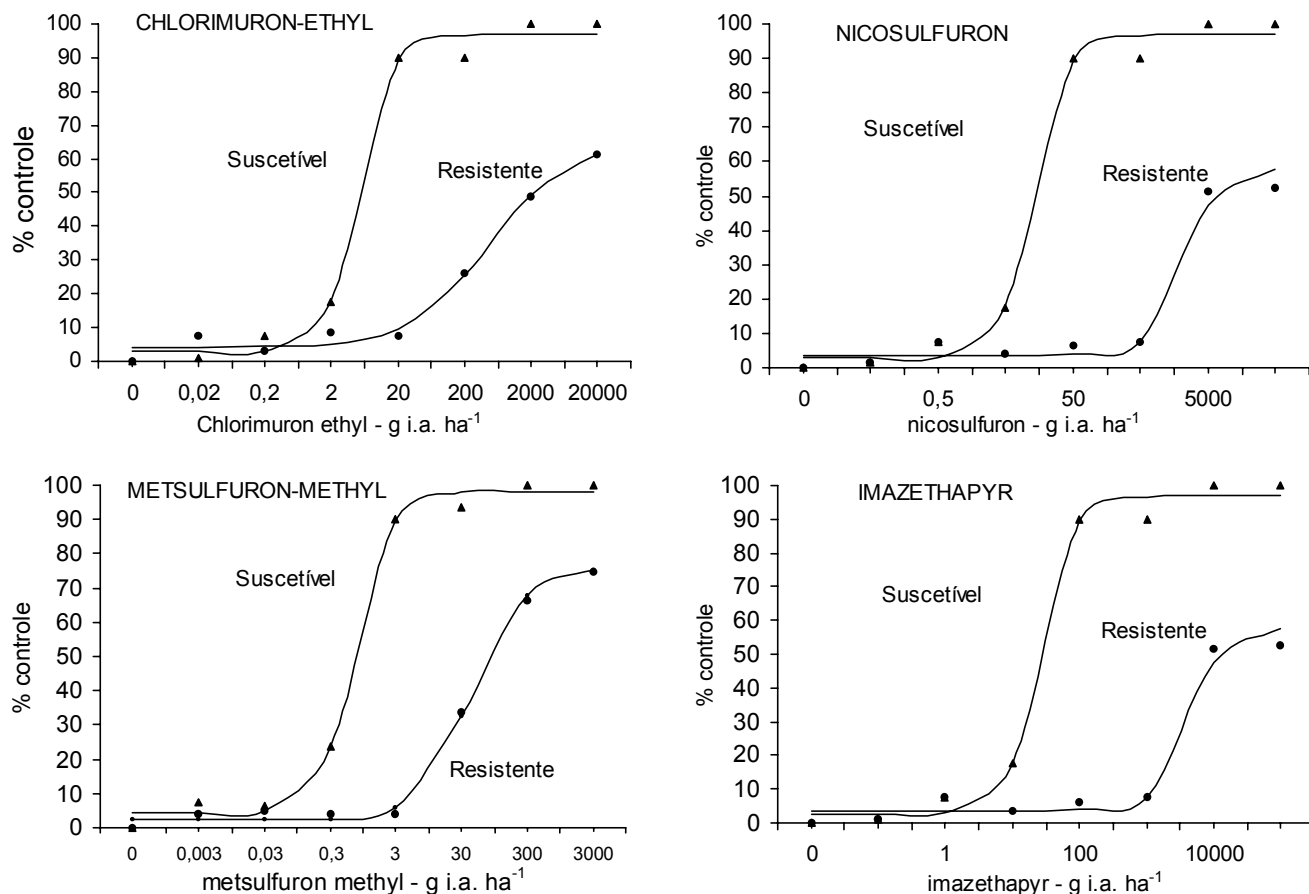 CHLORIMURON-ETHYL
100
90
80
70
60
50
40
30
20
10
0
% controle
Suscetível
Resistente
0 0,02 0,2 2 20 200 2000 20000
Chlorimuron ethyl - g i.a. ha-1
NICOSULFURON
100
90
80
70
60
50
40
30
20
10
0
% controle
Suscetível
Resistente
0 0,5 50 5000
nicosulfuron - g i.a. ha-1
METSULFURON-METHYL
100
90
80
70
60
50
40
30
20
10
0
% controle
Suscetível
Resistente
0 0,003 0,03 0,3 3 30 300 3000
metsulfuron methyl - g i.a. ha-1
IMAZETHAPYR
100
90
80
70
60
50
40
30
20
10
0
% controle
Suscetível
Resistente
0 1 100 10000
imazethapyr - g i.a. ha-1